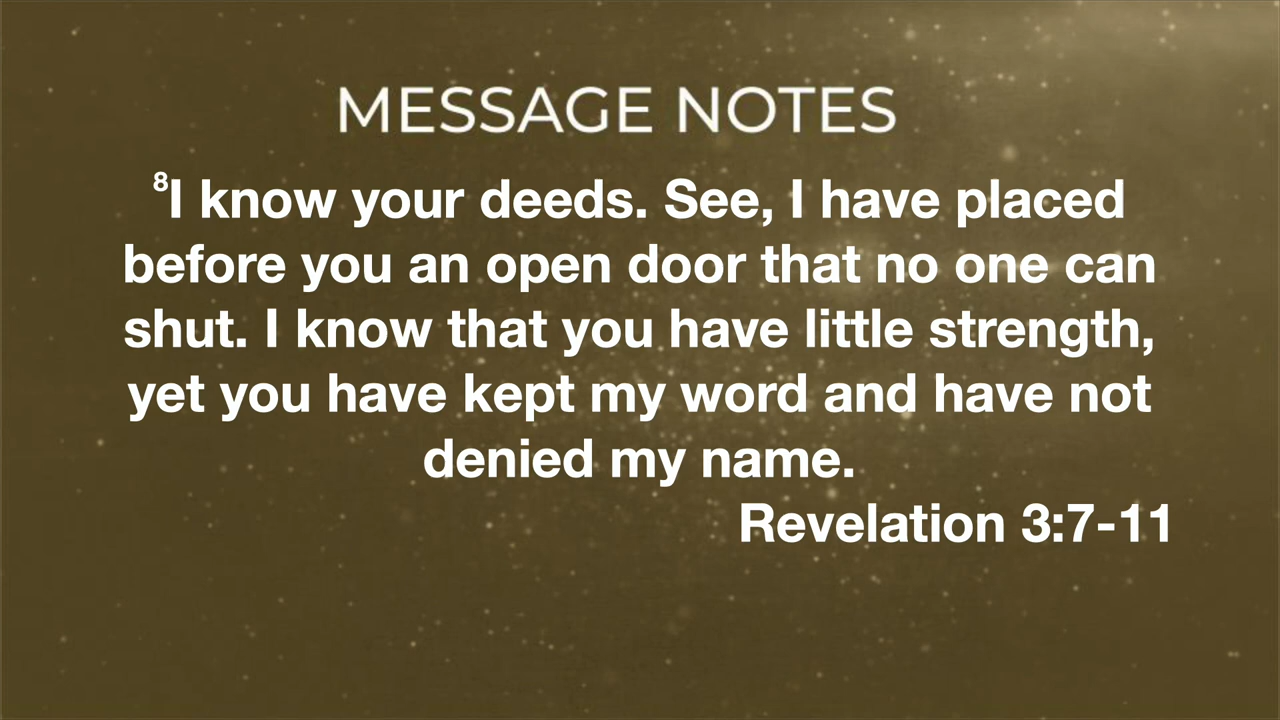 MESSAGE NOTES
⁸I know your deeds. See, I have placed
before you an open door that no one can
shut. I know that you have little strength,
yet you have kept my word and have not
denied my name.
Revelation 3:7-11